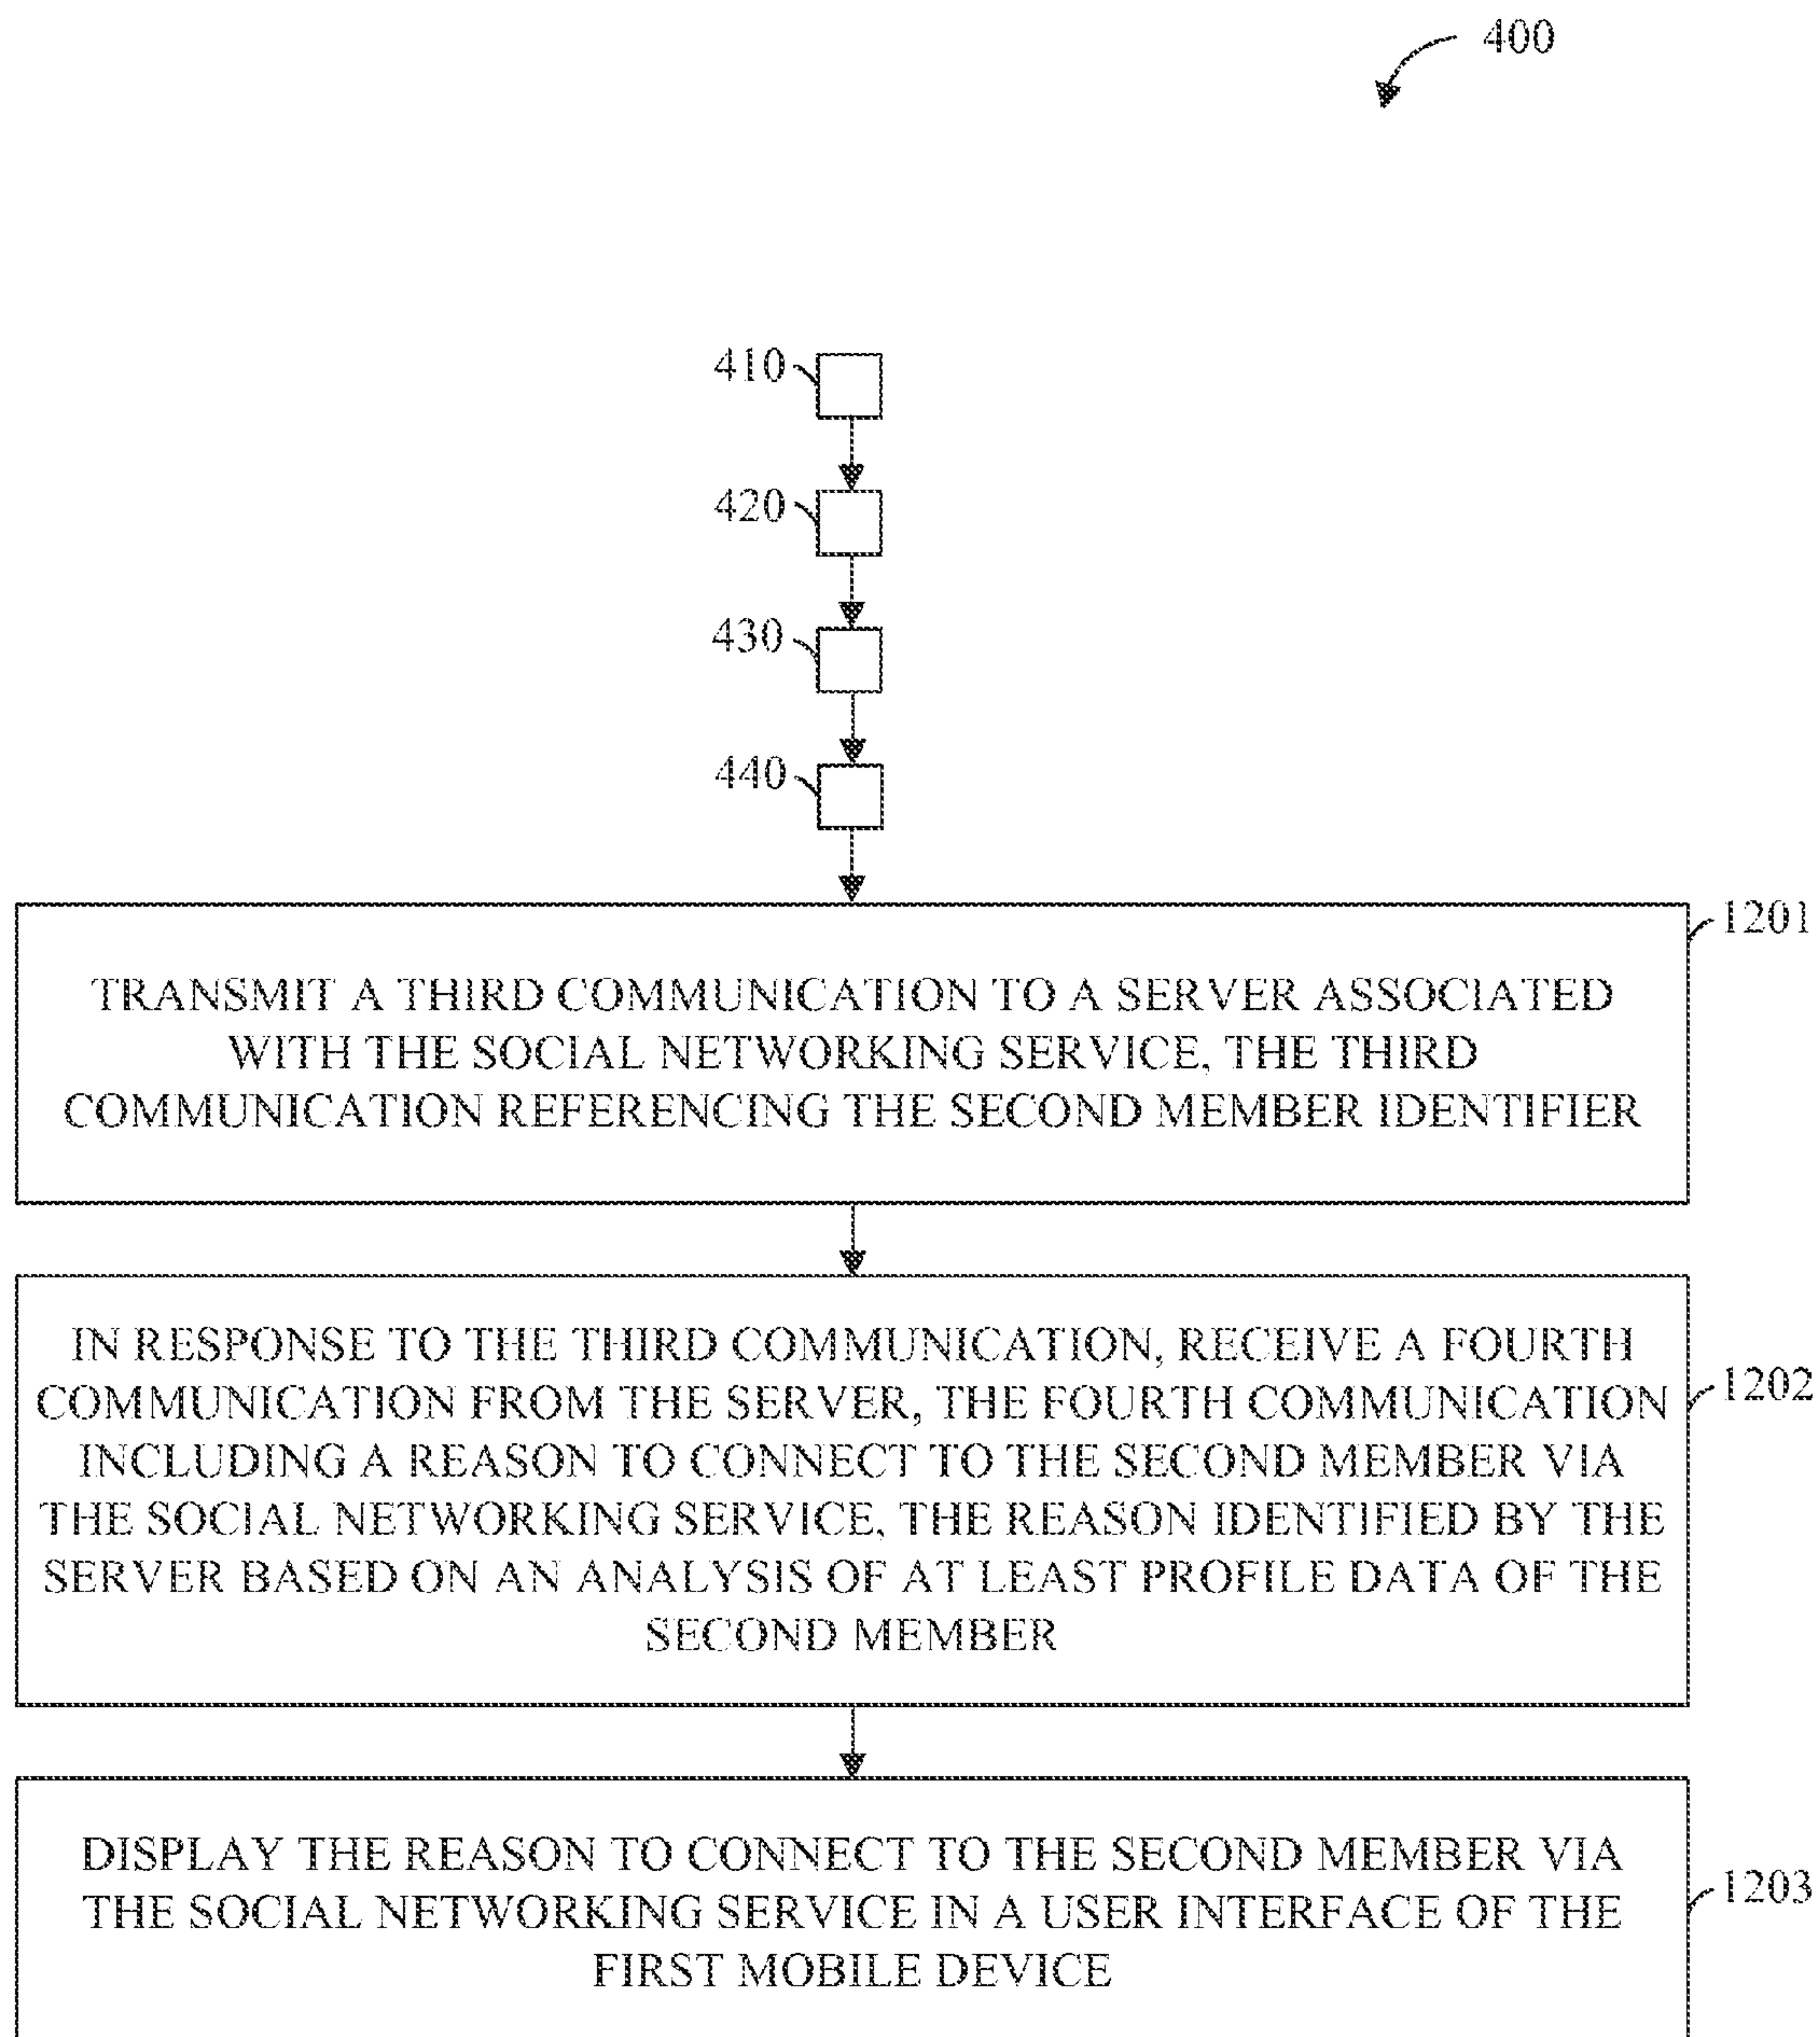 400
410
420
430
440
1201
TRANSMIT A THIRD COMMUNICATION TO A SERVER ASSOCIATED
WITH THE SOCIAL NETWORKING SERVICE, THE THIRD
COMMUNICATION REFERENCING THE SECOND MEMBER IDENTIFIER
IN RESPONSE TO THE THIRD COMMUNICATION, RECEIVE A FOURTH
COMMUNICATION FROM THE SERVER, THE FOURTH COMMUNICATION
1202
INCLUDING A REASON TO CONNECT TO THE SECOND MEMBER VIA
THE SOCIAL NETWORKING SERVICE, THE REASON IDENTIFIED BY THE
SERVER BASED ON AN ANALYSIS OF AT LEAST PROFILE DATA OF THE
SECOND MEMBER
DISPLAY THE REASON TO CONNECT TO THE SECOND MEMBER VIA
THE SOCIAL NETWORKING SERVICE IN A USER INTERFACE OF THE
1203
FIRST MOBILE DEVICE